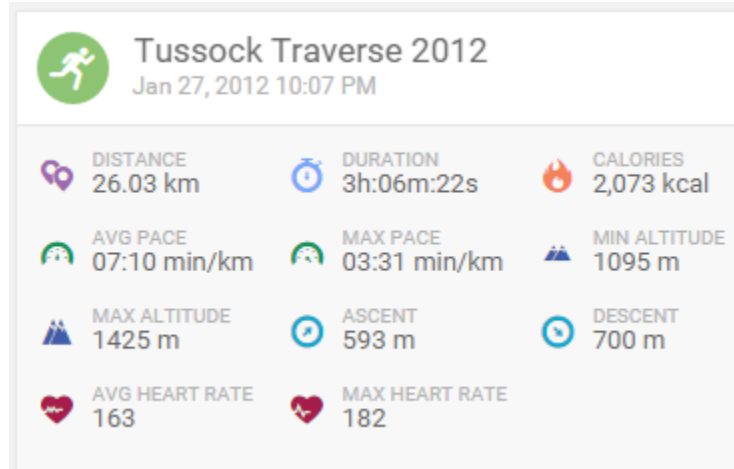 Tussock Traverse 2012
Jan 27, 2012 10:07 PM
DISTANCE
26.03 km
DURATION
3h:06m:22s
CALORIES
2,073 kcal
AVG PACE
07:10 min/km
MAX PACE
03:31 min/km
MIN ALTITUDE
1095 m
MAX ALTITUDE
1425 m
ASCENT
593 m
DESCENT
700 m
AVG HEART RATE
163
MAX HEART RATE
182